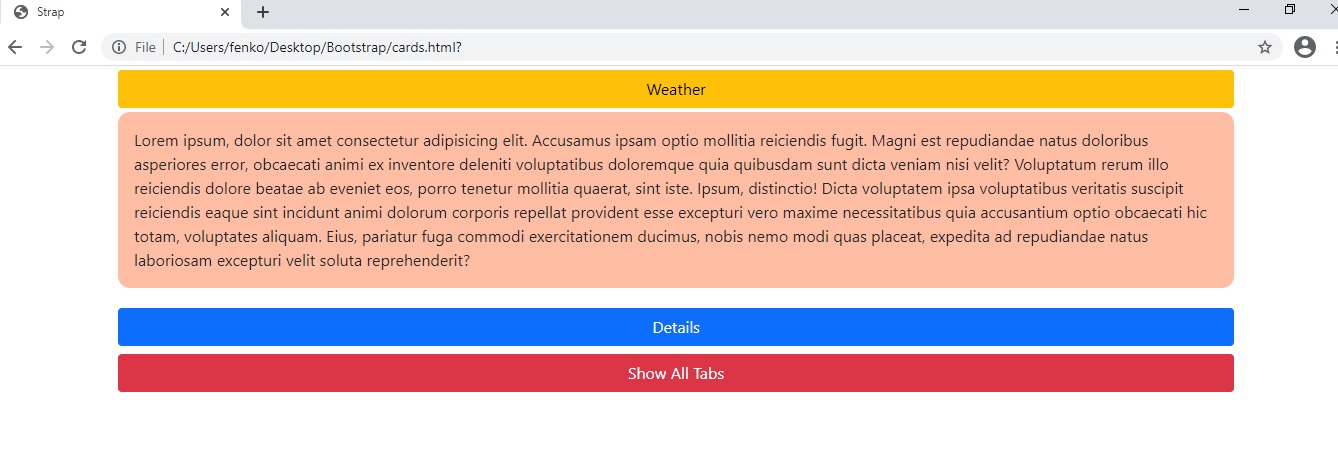 Strap
File
C:/Users/fenko/Desktop/Bootstrap/cards.html?
Weather
Lorem ipsum, dolor sit amet consectetur adipisicing elit. Accusamus ipsam optio mollitia reiciendis fugit. Magni est repudiandae natus doloribus
asperiores error, obcaecati animi ex inventore deleniti voluptatibus doloremque quia quibusdam sunt dicta veniam nisi velit? Voluptatum rerum illo
reiciendis dolore beatae ab eveniet eos, porro tenetur mollitia quaerat, sint iste. Ipsum, distinctio! Dicta voluptatem ipsa voluptatibus veritatis suscipit
reiciendis eaque sint incidunt animi dolorum corporis repellat provident esse excepturi vero maxime necessitatibus quia accusantium optio obcaecati hic
totam, voluptates aliquam. Eius, pariatur fuga commodi exercitationem ducimus, nobis nemo modi quas placeat, expedita ad repudiandae natus
laboriosam excepturi velit soluta reprehenderit?
Details
Show All Tabs